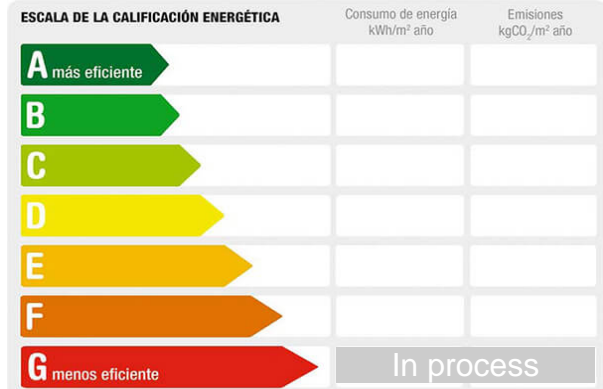 ESCALA DE LA CALIFICACIÓN ENERGÉTICA
Consumo de energía
kWh/m² año
Emisiones
kgCO₂/m² año
A más eficiente
B
C
D
E
F
G menos eficiente
In process